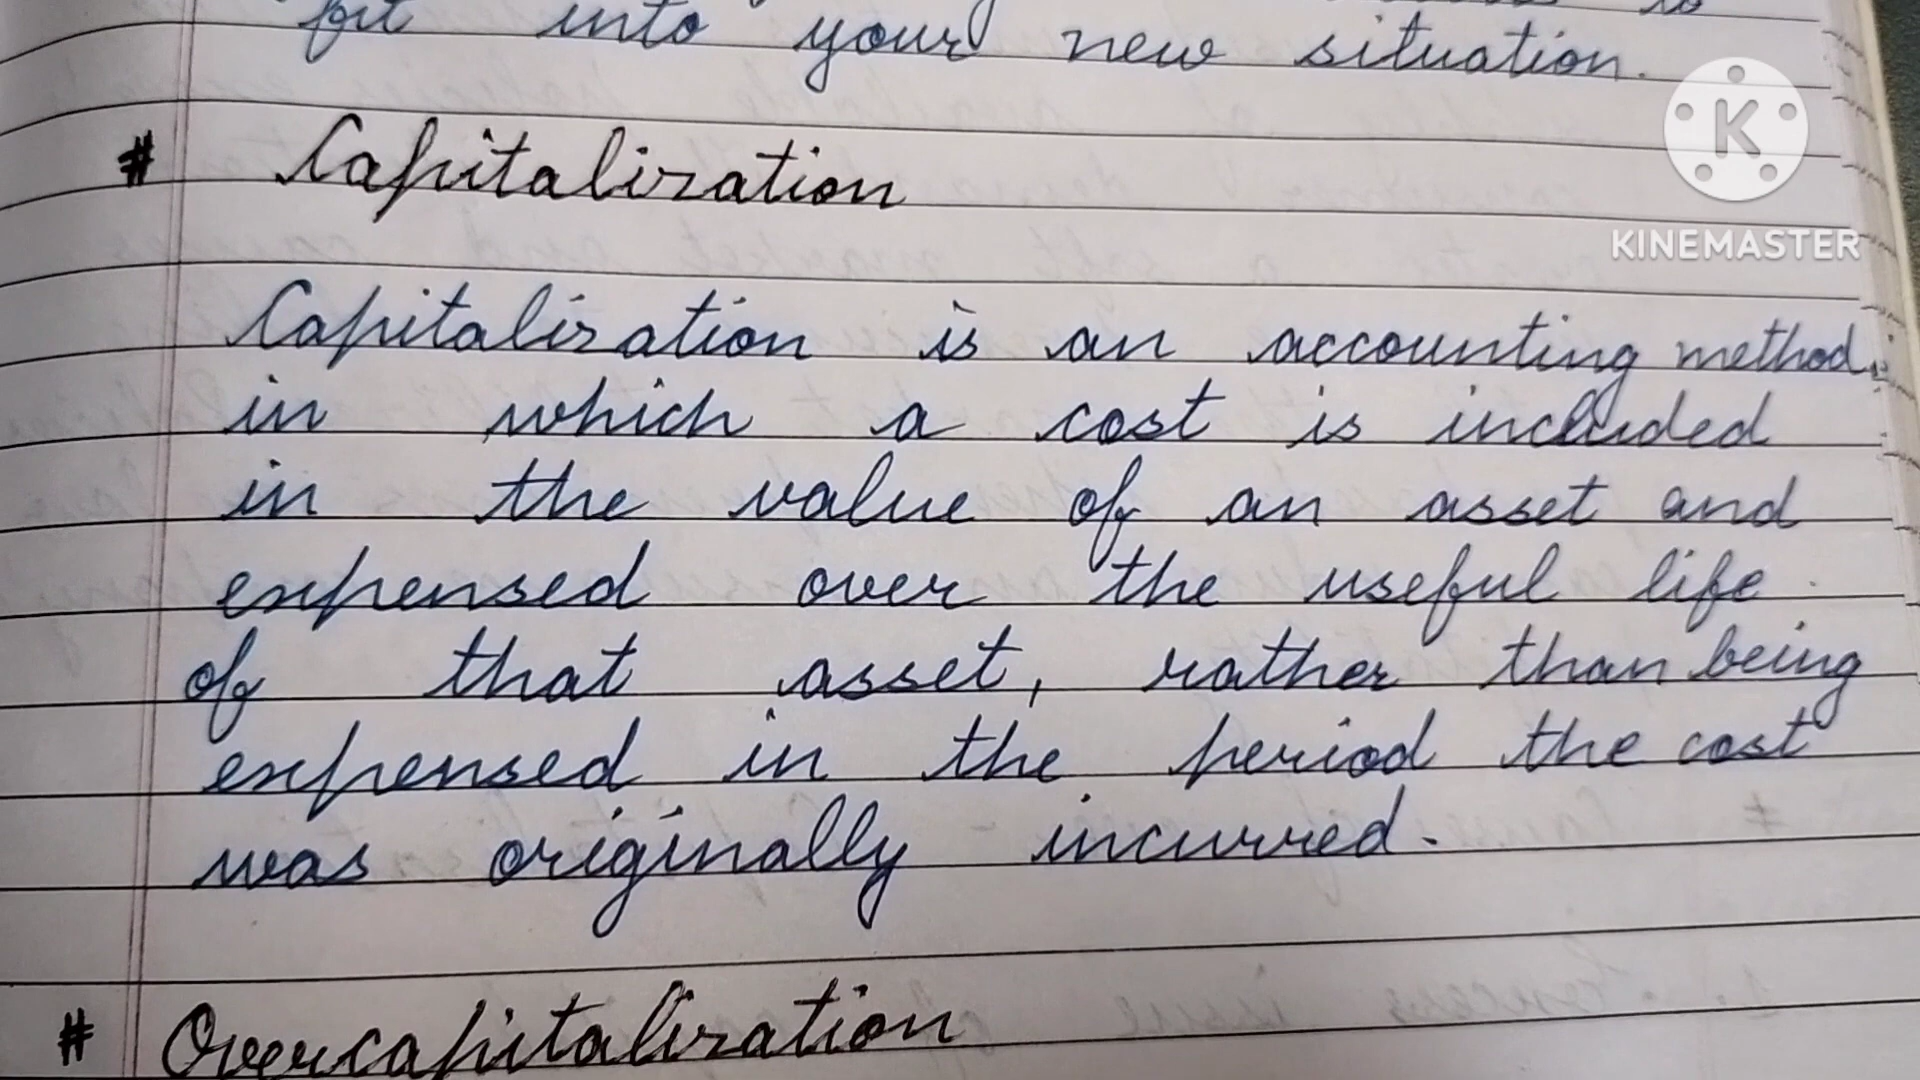 fit into your new situation.
# Capitalization
KINEMASTER
Capitalization is an accounting method
in which a cost is included
in the value of an asset and
expensed over the useful life
of that asset, rather than being
expensed in the period the cost
was originally incurred.
# Overcapitalization